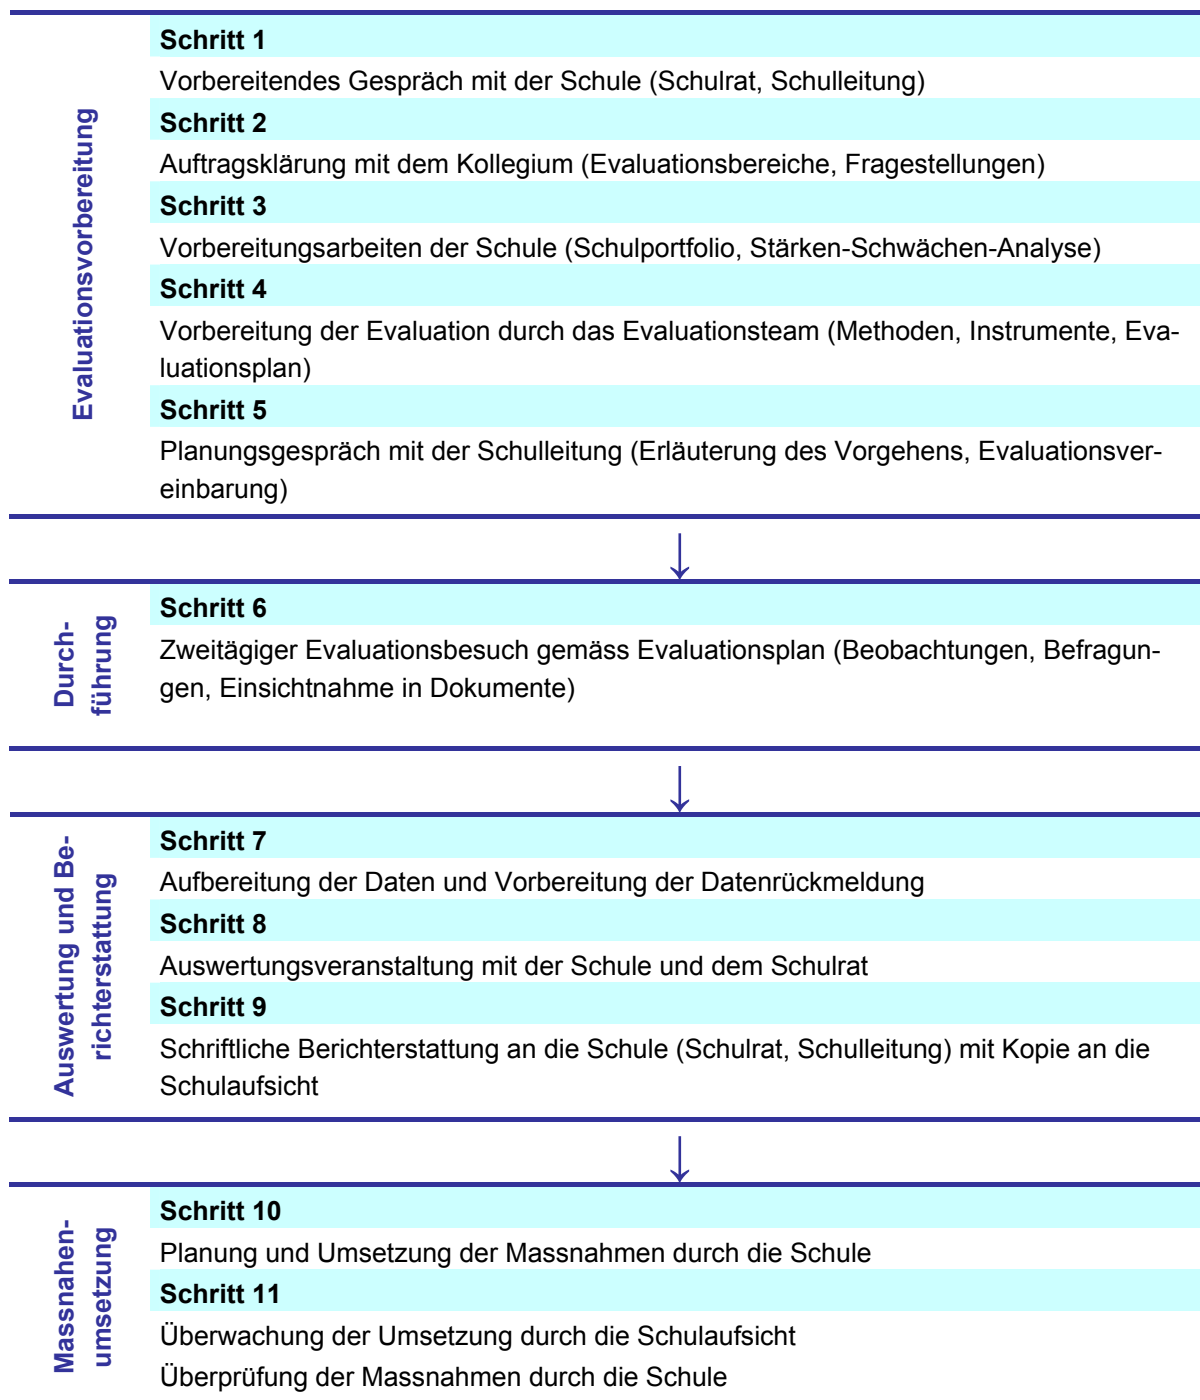 Evaluationsvorbereitung
Schritt 1
Vorbereitendes Gespräch mit der Schule (Schulrat, Schulleitung)
Schritt 2
Auftragsklärung mit dem Kollegium (Evaluationsbereiche, Fragestellungen)
Schritt 3
Vorbereitungsarbeiten der Schule (Schulportfolio, Stärken-Schwächen-Analyse)
Schritt 4
Vorbereitung der Evaluation durch das Evaluationsteam (Methoden, Instrumente, Eva-
luationsplan)
Schritt 5
Planungsgespräch mit der Schulleitung (Erläuterung des Vorgehens, Evaluationsver-
einbarung)
↓
Durch-
führung
Schritt 6
Zweitägiger Evaluationsbesuch gemäss Evaluationsplan (Beobachtungen, Befragun-
gen, Einsichtnahme in Dokumente)
↓
Auswertung und Be-
richterstattung
Schritt 7
Aufbereitung der Daten und Vorbereitung der Datenrückmeldung
Schritt 8
Auswertungsveranstaltung mit der Schule und dem Schulrat
Schritt 9
Schriftliche Berichterstattung an die Schule (Schulrat, Schulleitung) mit Kopie an die
Schulaufsicht
↓
Massnahen-
umsetzung
Schritt 10
Planung und Umsetzung der Massnahmen durch die Schule
Schritt 11
Überwachung der Umsetzung durch die Schulaufsicht
Überprüfung der Massnahmen durch die Schule